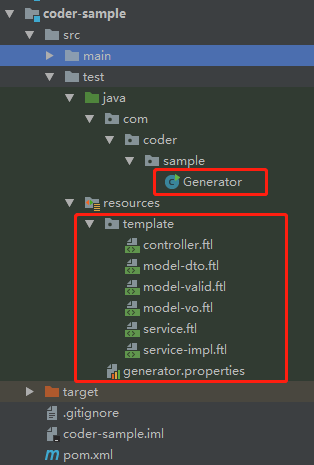 coder-sample
src
main
test
java
com
coder
sample
Generator
resources
template
controller.ftl
model-dto.ftl
model-valid.ftl
model-vo.ftl
service.ftl
service-impl.ftl
generator.properties
target
.gitignore
coder-sample.iml
pom.xml